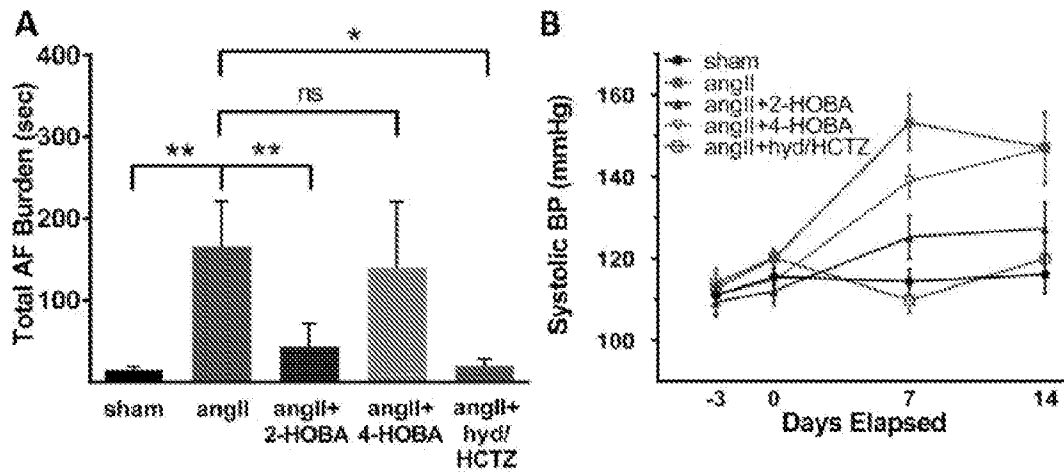 A
Total AF Burden (sec)
400
300
200
100
*
ns
**
**
sham
angII
angII+
2-HOBA
angII+
4-HOBA
angII+
hyd/
HCTZ
B
Systolic BP (mmHg)
160
140
120
100
sham
angII
angII+2-HOBA
angII+4-HOBA
angII+hyd/HCTZ
-3
0
7
14
Days Elapsed